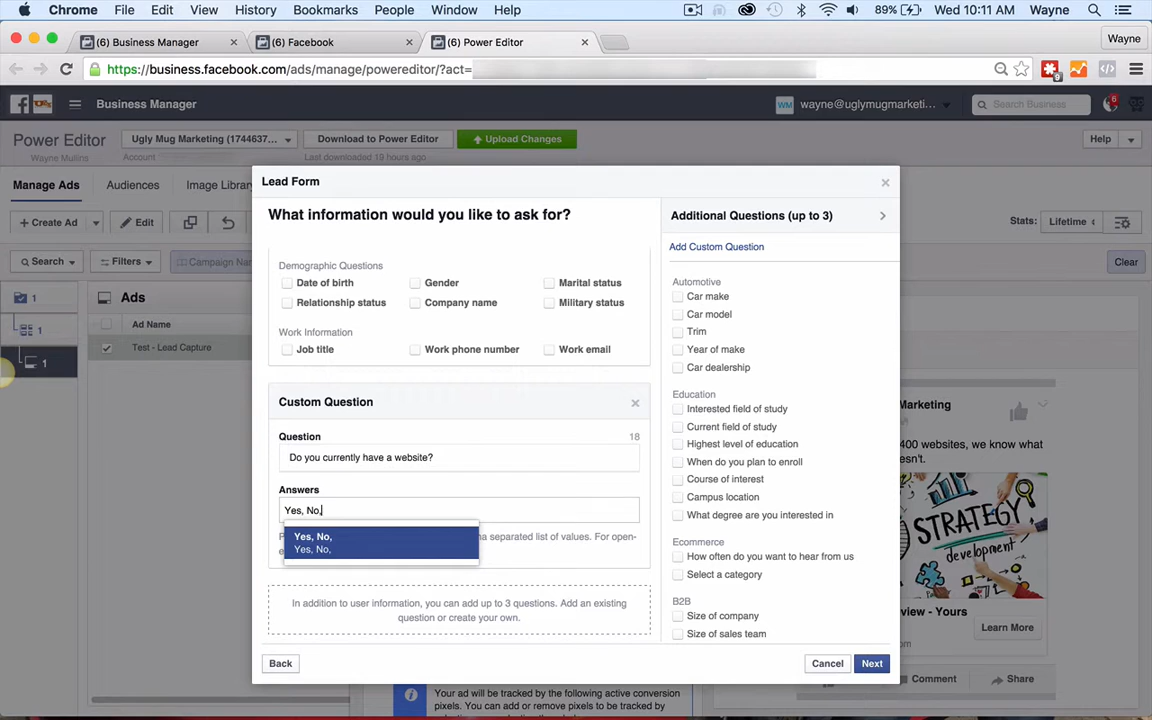 Chrome File Edit View History Bookmarks People Window Help 89% Wed 10:11 AM Wayne
(6) Business Manager (6) Facebook (6) Power Editor Wayne
https://business.facebook.com/ads/manage/powereditor/?act=
Business Manager wayne@uglymugmarketi... Search Business
Power Editor Ugly Mug Marketing (1744637... Download to Power Editor Upload Changes Help
Wayne Mullins Account Last downloaded 19 hours ago
Manage Ads Audiences Image Library
+ Create Ad Edit Stats: Lifetime
Search Filters Campaign Nam Clear
1 Ads
1 Ad Name
1 Test - Lead Capture
Lead Form
What information would you like to ask for?
Demographic Questions
Date of birth Gender Marital status
Relationship status Company name Military status
Work Information
Job title Work phone number Work email
Custom Question
Question 18
Do you currently have a website?
Answers
Yes, No,
Yes, No,
Yes, No,
na separated list of values. For open-
In addition to user information, you can add up to 3 questions. Add an existing
question or create your own.
Additional Questions (up to 3)
Add Custom Question
Automotive
Car make
Car model
Trim
Year of make
Car dealership
Education
Interested field of study
Current field of study
Highest level of education
When do you plan to enroll
Course of interest
Campus location
What degree are you interested in
Ecommerce
How often do you want to hear from us
Select a category
B2B
Size of company
Size of sales team
Back Cancel Next
Marketing
400 websites, we know what
esn't.
STRATEGY
development
view - Yours
Learn More
Comment Share
Your ad will be tracked by the following active conversion
pixels. You can add or remove pixels to be tracked by